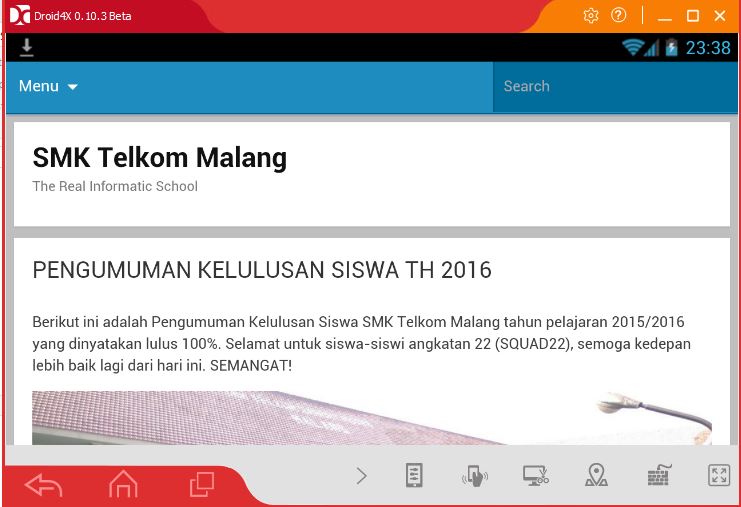 Droid4X 0.10.3 Beta
23:38
Menu
Search
SMK Telkom Malang
The Real Informatic School
PENGUMUMAN KELULUSAN SISWA TH 2016
Berikut ini adalah Pengumuman Kelulusan Siswa SMK Telkom Malang tahun pelajaran 2015/2016
yang dinyatakan lulus 100%. Selamat untuk siswa-siswi angkatan 22 (SQUAD22), semoga kedepan
lebih baik lagi dari hari ini. SEMANGAT!